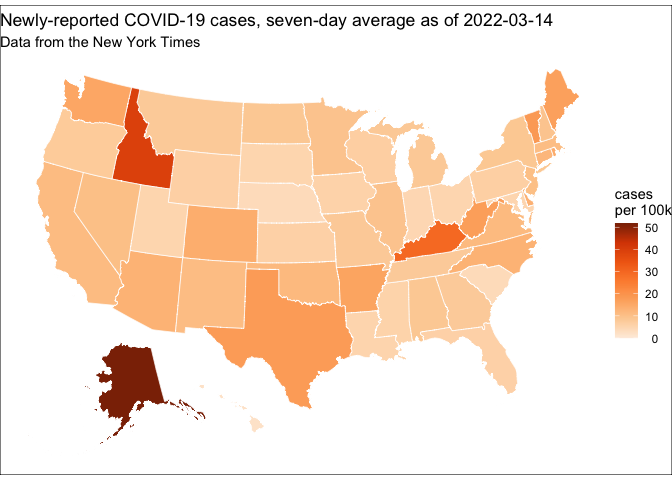 Newly-reported COVID-19 cases, seven-day average as of 2022-03-14
Data from the New York Times
cases
per 100k
50
40
30
20
10
0